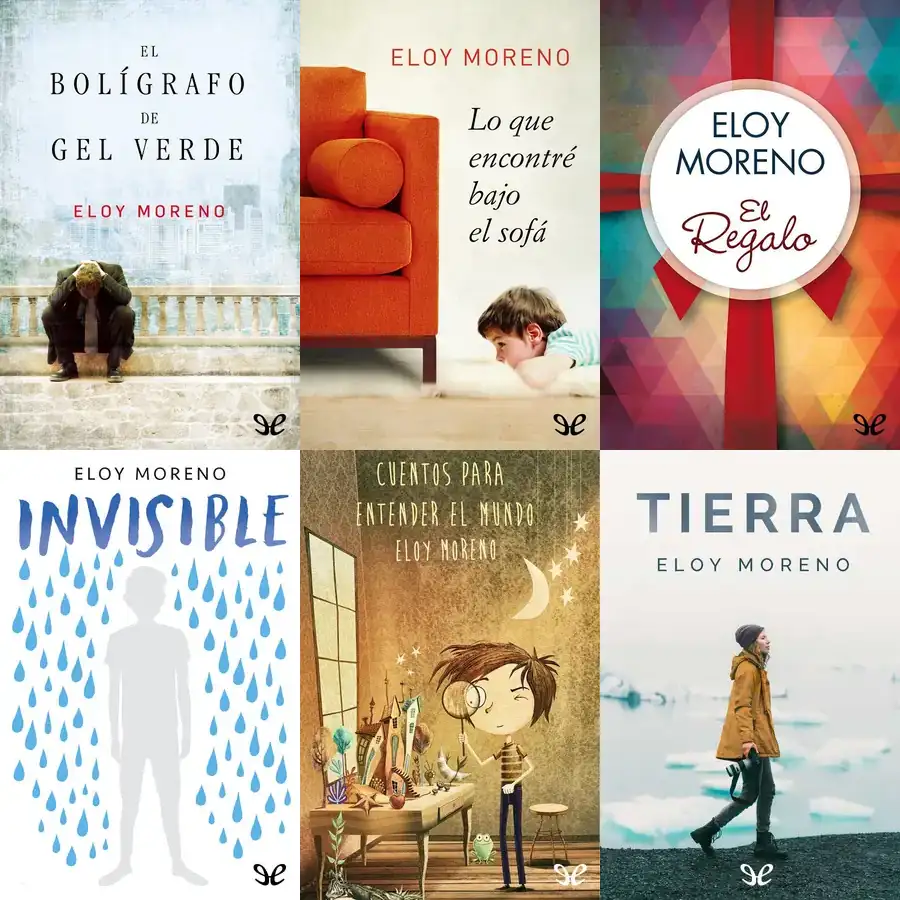 EL
BOLÍGRAFO
DE
GEL VERDE
ELOY MORENO
ELOY MORENO
Lo que
encontré
bajo
el sofá
ELOY
MORENO
El
Regalo
ELOY MORENO
INVISIBLE
CUENTOS PARA
ENTENDER EL MUNDO
ELOY MORENO
TIERRA
ELOY MORENO